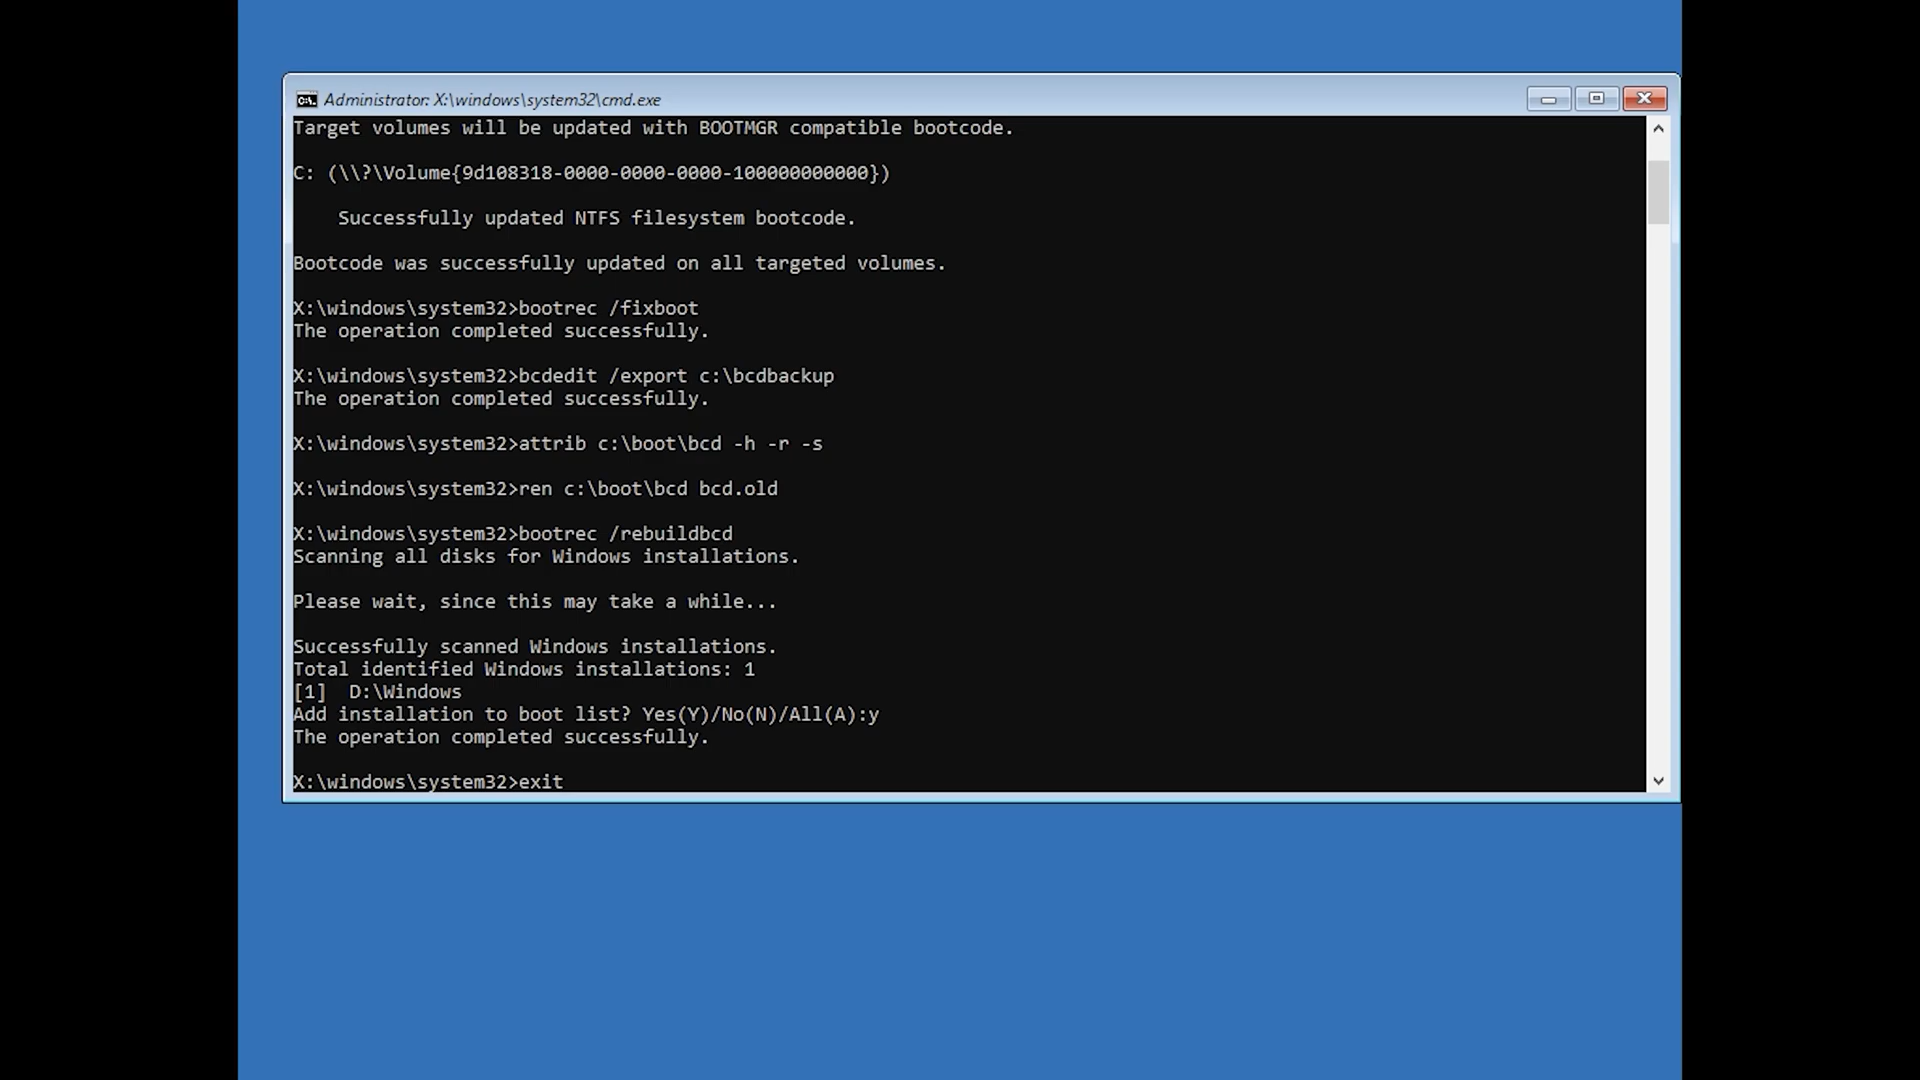 Administrator: X:\windows\system32\cmd.exe
Target volumes will be updated with BOOTMGR compatible bootcode.
C: (\\?\Volume{9d108318-0000-0000-0000-100000000000})
Successfully updated NTFS filesystem bootcode.
Bootcode was successfully updated on all targeted volumes.
X:\windows\system32>bootrec /fixboot
The operation completed successfully.
X:\windows\system32>bcdedit /export c:\bcdbackup
The operation completed successfully.
X:\windows\system32>attrib c:\boot\bcd -h -r -s
X:\windows\system32>ren c:\boot\bcd bcd.old
X:\windows\system32>bootrec /rebuildbcd
Scanning all disks for Windows installations.
Please wait, since this may take a while...
Successfully scanned Windows installations.
Total identified Windows installations: 1
[1]  D:\Windows
Add installation to boot list? Yes(Y)/No(N)/All(A):y
The operation completed successfully.
X:\windows\system32>exit